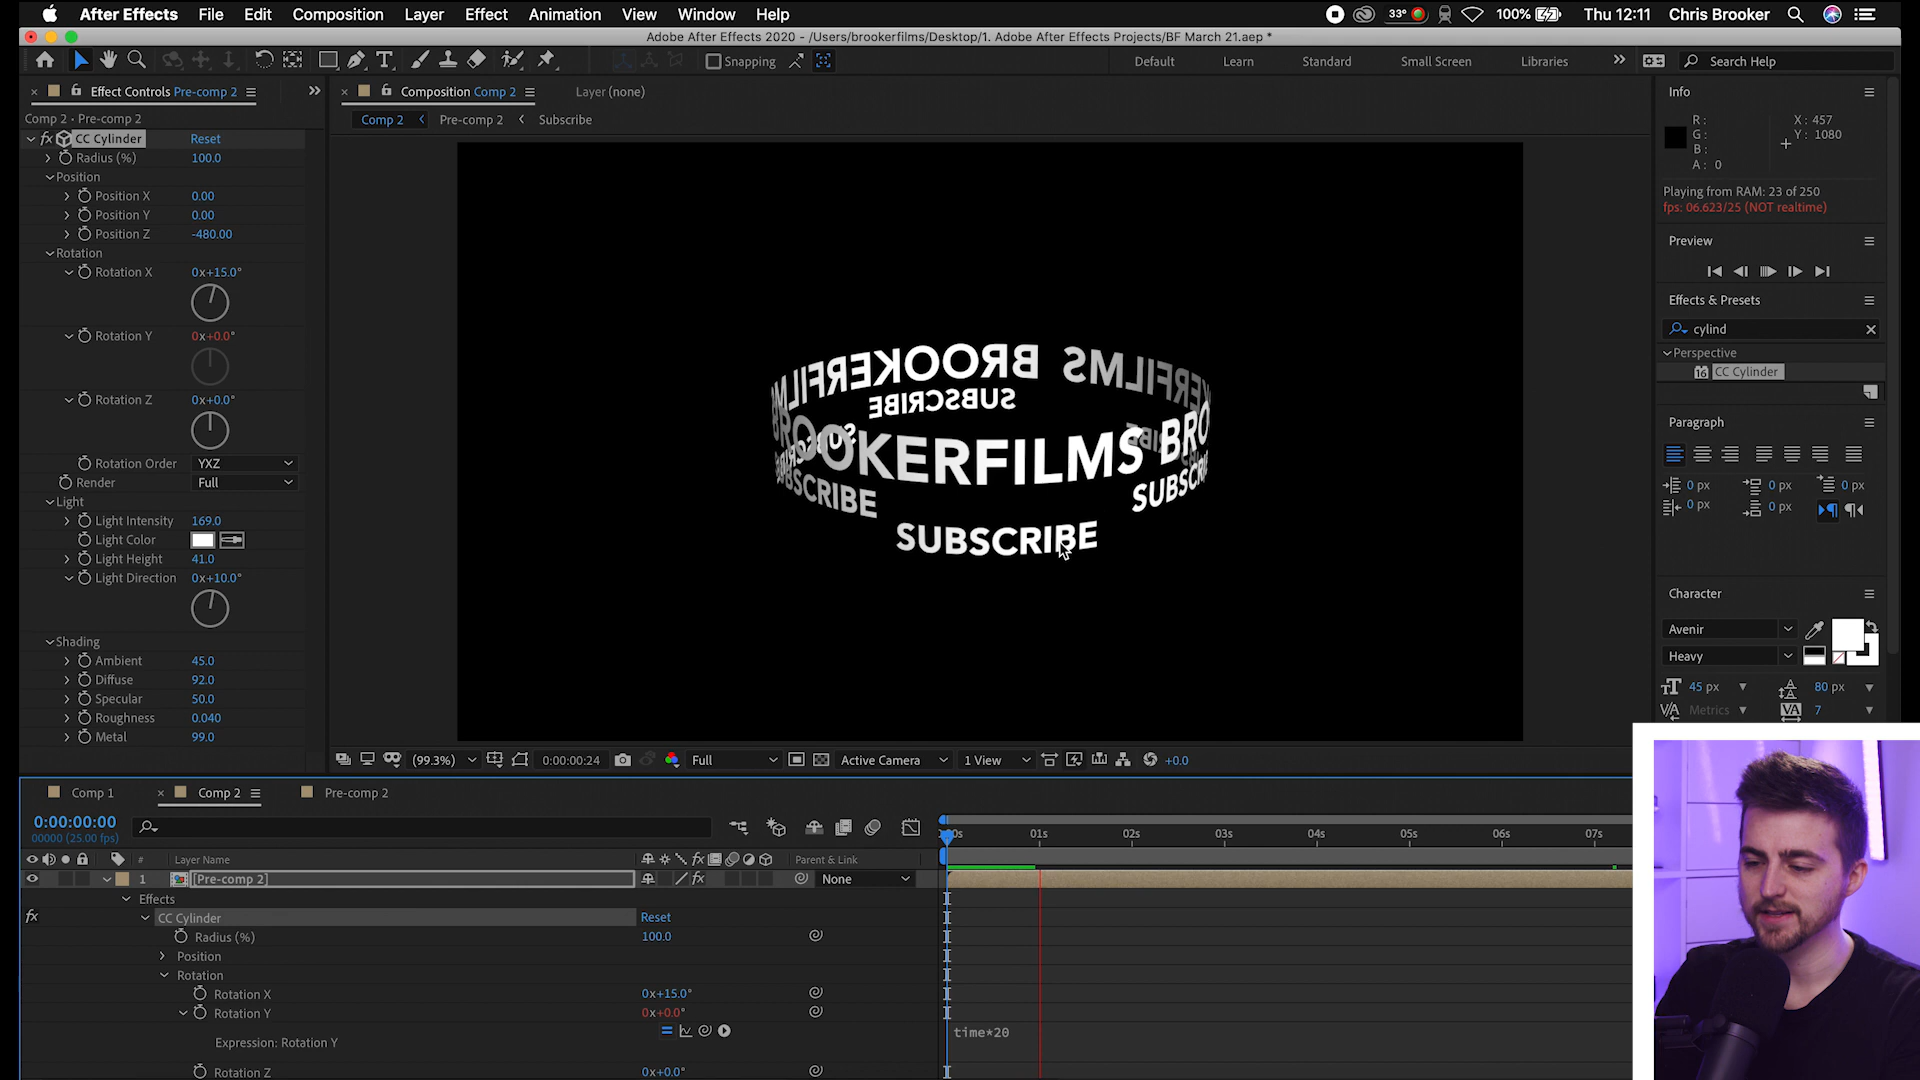 After Effects File Edit Composition Layer Effect Animation View Window Help 33° 100% Thu 12:11 Chris Brooker
Adobe After Effects 2020 - /Users/brookerfilms/Desktop/1. Adobe After Effects Projects/BF March 21.aep *
Snapping Default Learn Standard Small Screen Libraries Search Help
Effect Controls Pre-comp 2
Comp 2 · Pre-comp 2
fx CC Cylinder Reset
Radius (%) 100.0
Position
Position X 0.00
Position Y 0.00
Position Z -480.00
Rotation
Rotation X 0x+15.0°
Rotation Y 0x+0.0°
Rotation Z 0x+0.0°
Rotation Order YXZ
Render Full
Light
Light Intensity 169.0
Light Color
Light Height 41.0
Light Direction 0x+10.0°
Shading
Ambient 45.0
Diffuse 92.0
Specular 50.0
Roughness 0.040
Metal 99.0
Composition Comp 2 Layer (none)
Comp 2 Pre-comp 2 Subscribe
BROOKERFILMS
BROOKERFILMS
SUBSCRIBE
BROOKERFILMS BRO
SUBSCRIBE
SUBSCRIBE
SUBSCRIBE
(99.3%) 0:00:00:24 Full Active Camera 1 View +0.0
Info
R:
G:
B:
A: 0
X: 457
Y: 1080
Playing from RAM: 23 of 250
fps: 06.623/25 (NOT realtime)
Preview
Effects & Presets
cylind
Perspective
16 CC Cylinder
Paragraph
0 px 0 px 0 px
0 px 0 px
Character
Avenir
Heavy
45 px 80 px
Metrics 7
Comp 1 Comp 2 Pre-comp 2
0:00:00:00
00000 (25.00 fps)
00s 01s 02s 03s 04s 05s 06s 07s
# Layer Name fx Parent & Link
1 [Pre-comp 2] fx None
Effects
fx CC Cylinder Reset
Radius (%) 100.0
Position
Rotation
Rotation X 0x+15.0°
Rotation Y 0x+0.0°
Expression: Rotation Y time*20
Rotation Z 0x+0.0°